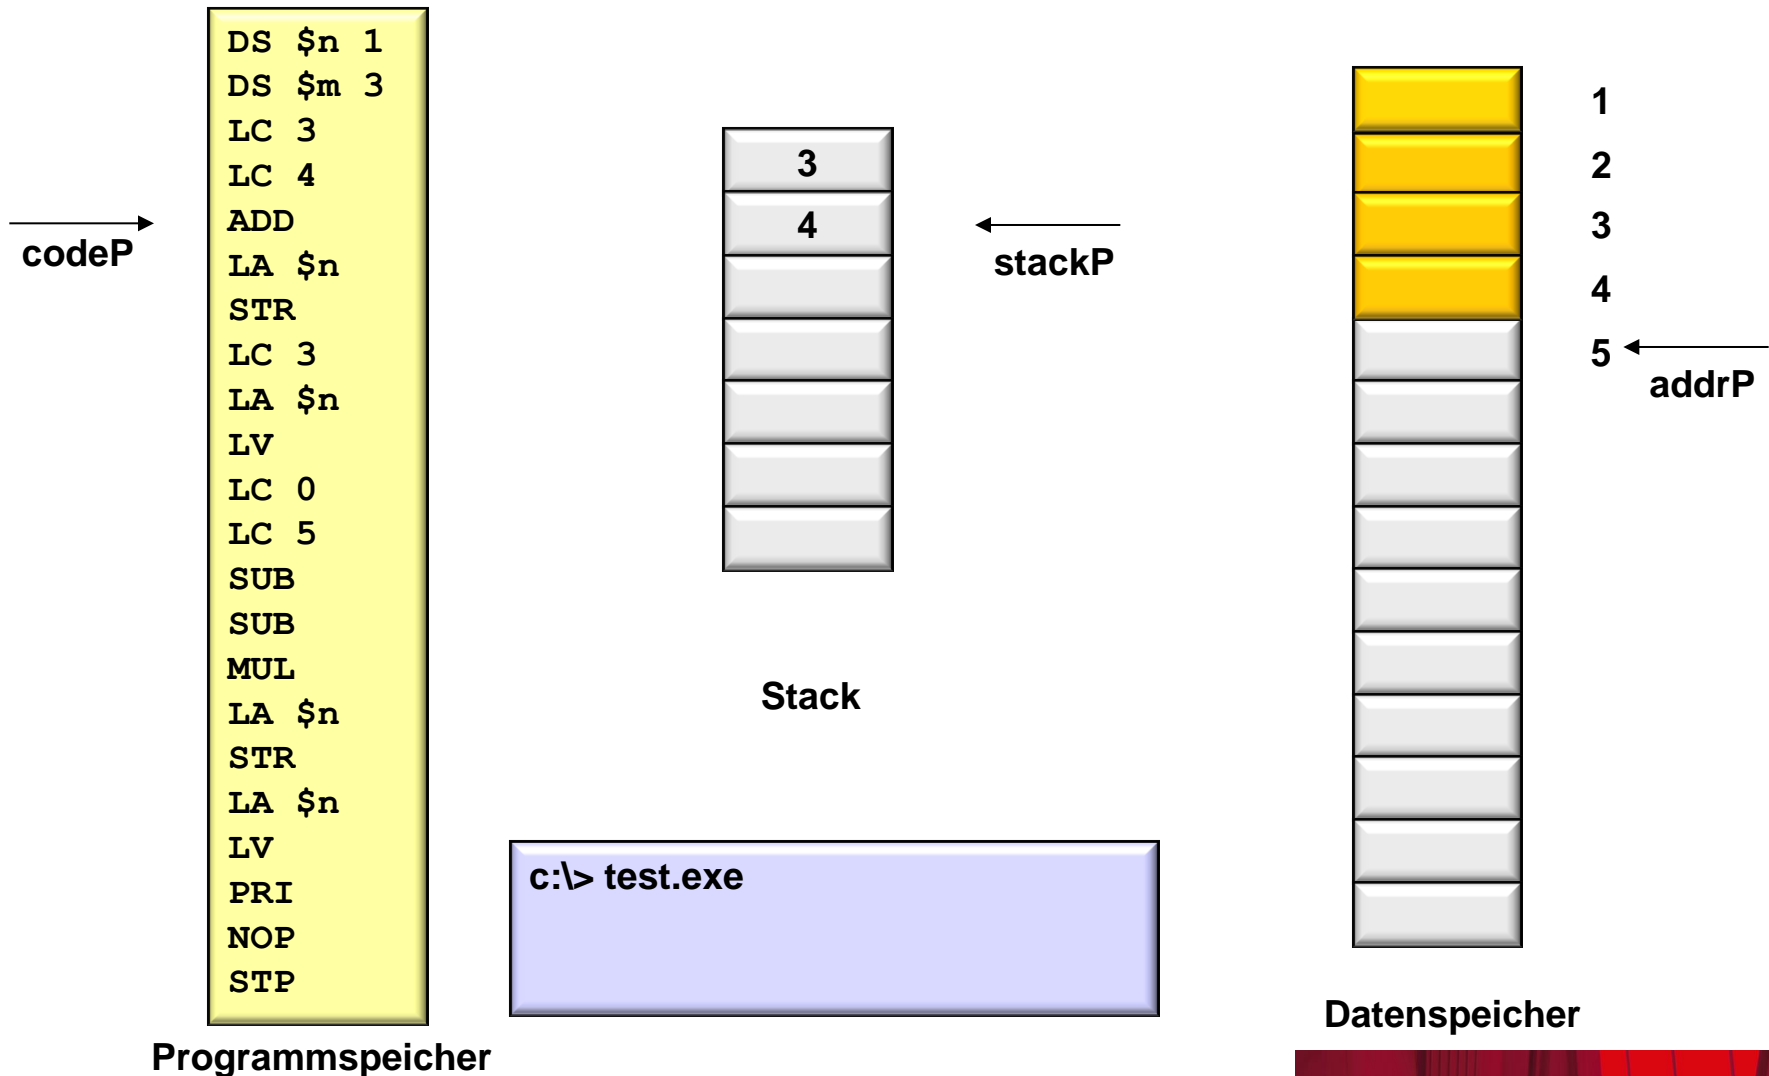 DS $n 1
DS $m 3
LC 3
LC 4
ADD
LA $n
STR
LC 3
LA $n
LV
LC 0
LC 5
SUB
SUB
MUL
LA $n
STR
LA $n
LV
PRI
NOP
STP
codeP
Programmspeicher
3
4
stackP
Stack
c:\> test.exe
1
2
3
4
5
addrP
Datenspeicher